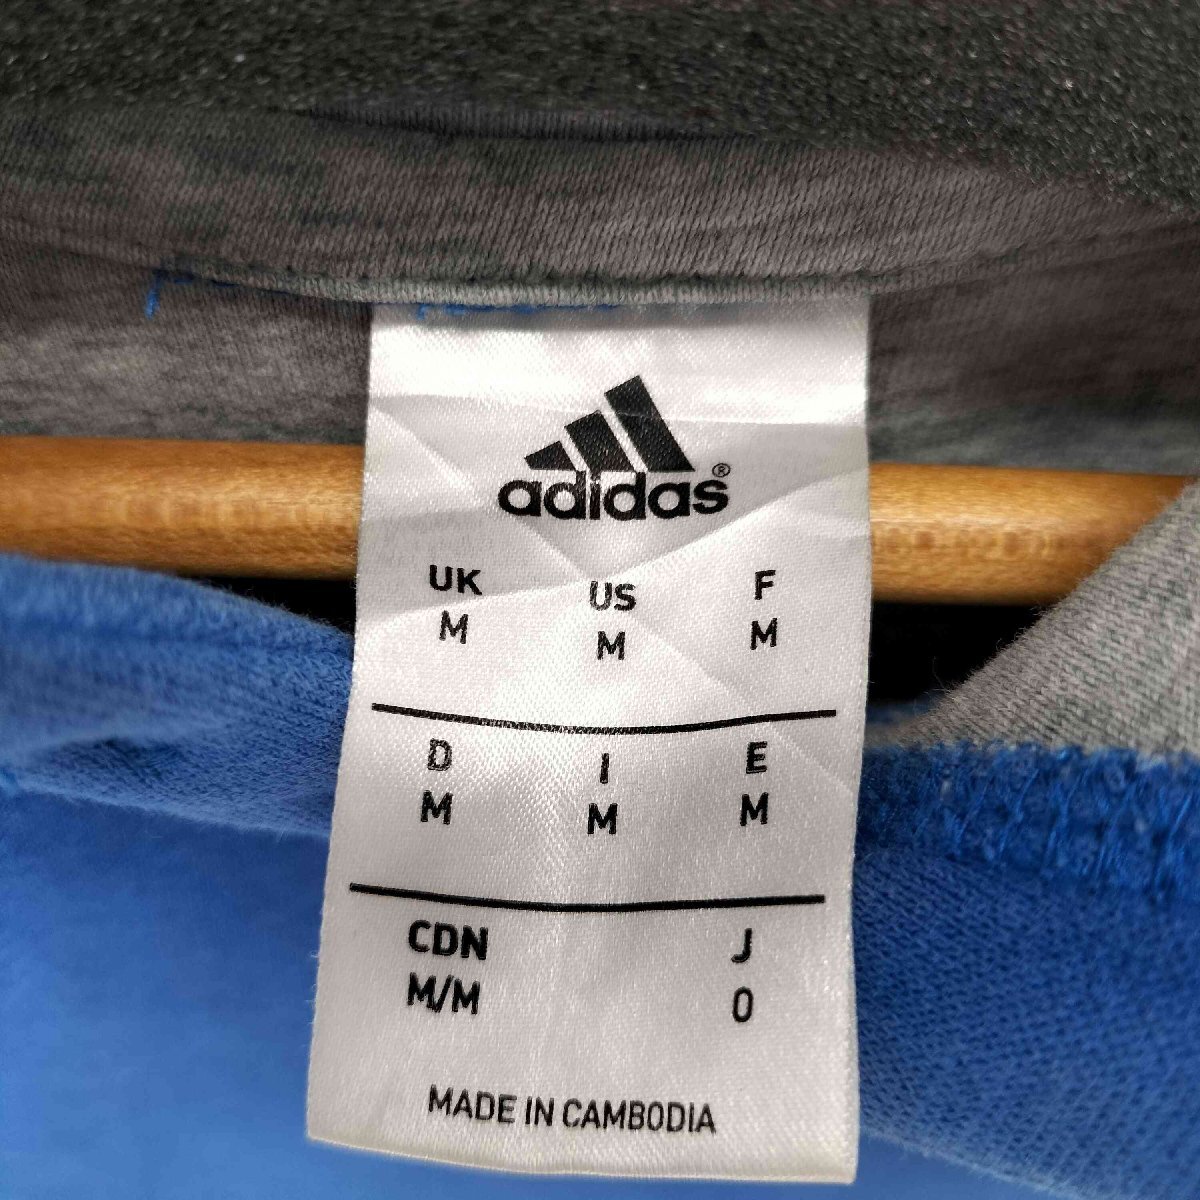 adidas®
UK US F
M M M
D I E
M M M
CDN J
M/M O
MADE IN CAMBODIA